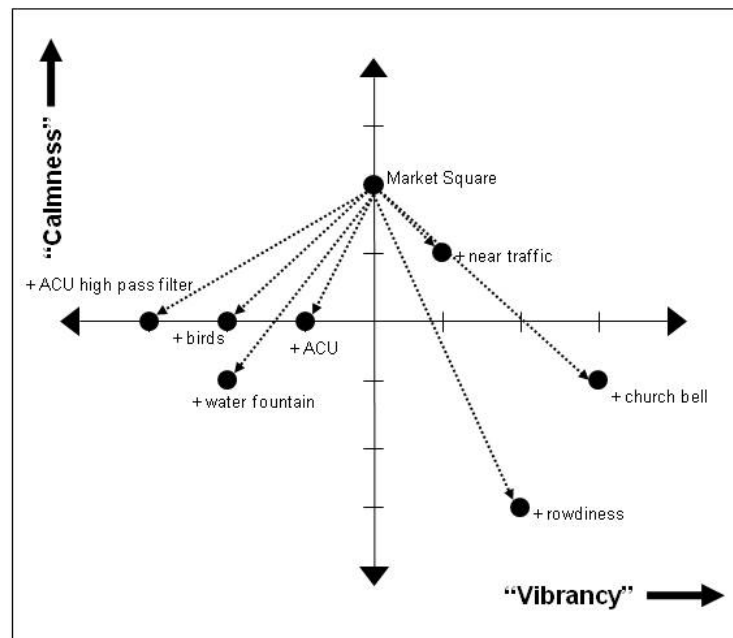 “Calmness”
Market Square
+ near traffic
+ ACU high pass filter
+ birds
+ ACU
+ water fountain
+ church bell
+ rowdiness
“Vibrancy”